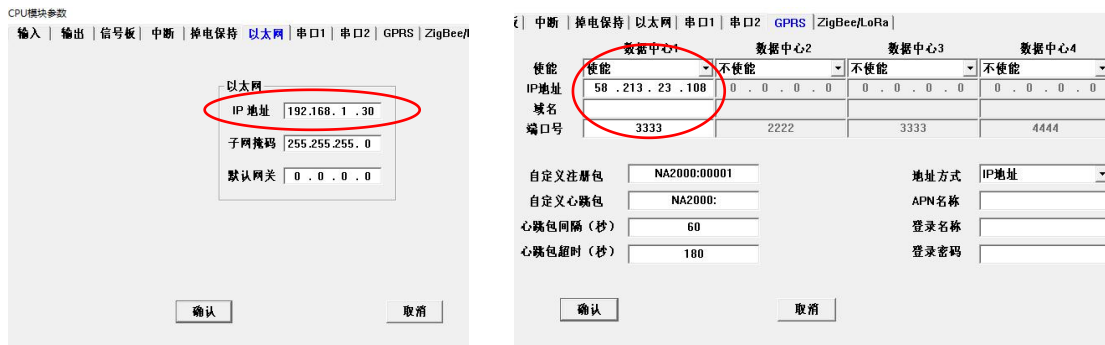 CPU模块参数
输入 | 输出 | 信号板 | 中断 | 掉电保持 以太网 | 串口1 | 串口2 | GPRS | ZigBee/
以太网
IP 地址 192.168. 1 .30
子网掩码 255.255.255. 0
默认网关 0 . 0 . 0 . 0
确认 取消
| 中断 | 掉电保持 | 以太网 | 串口1 | 串口2 GPRS | ZigBee/LoRa |
数据中心1 数据中心2 数据中心3 数据中心4
使能 使能 不使能 不使能 不使能
IP地址 58 .213. 23 .108 0 . 0 . 0 . 0 0 . 0 . 0 . 0 0 . 0 . 0 . 0
域名
端口号 3333 2222 3333 4444
自定义注册包 NA2000:00001 地址方式 IP地址
自定义心跳包 NA2000: APN名称
心跳包间隔（秒） 60 登录名称
心跳包超时（秒） 180 登录密码
确认 取消